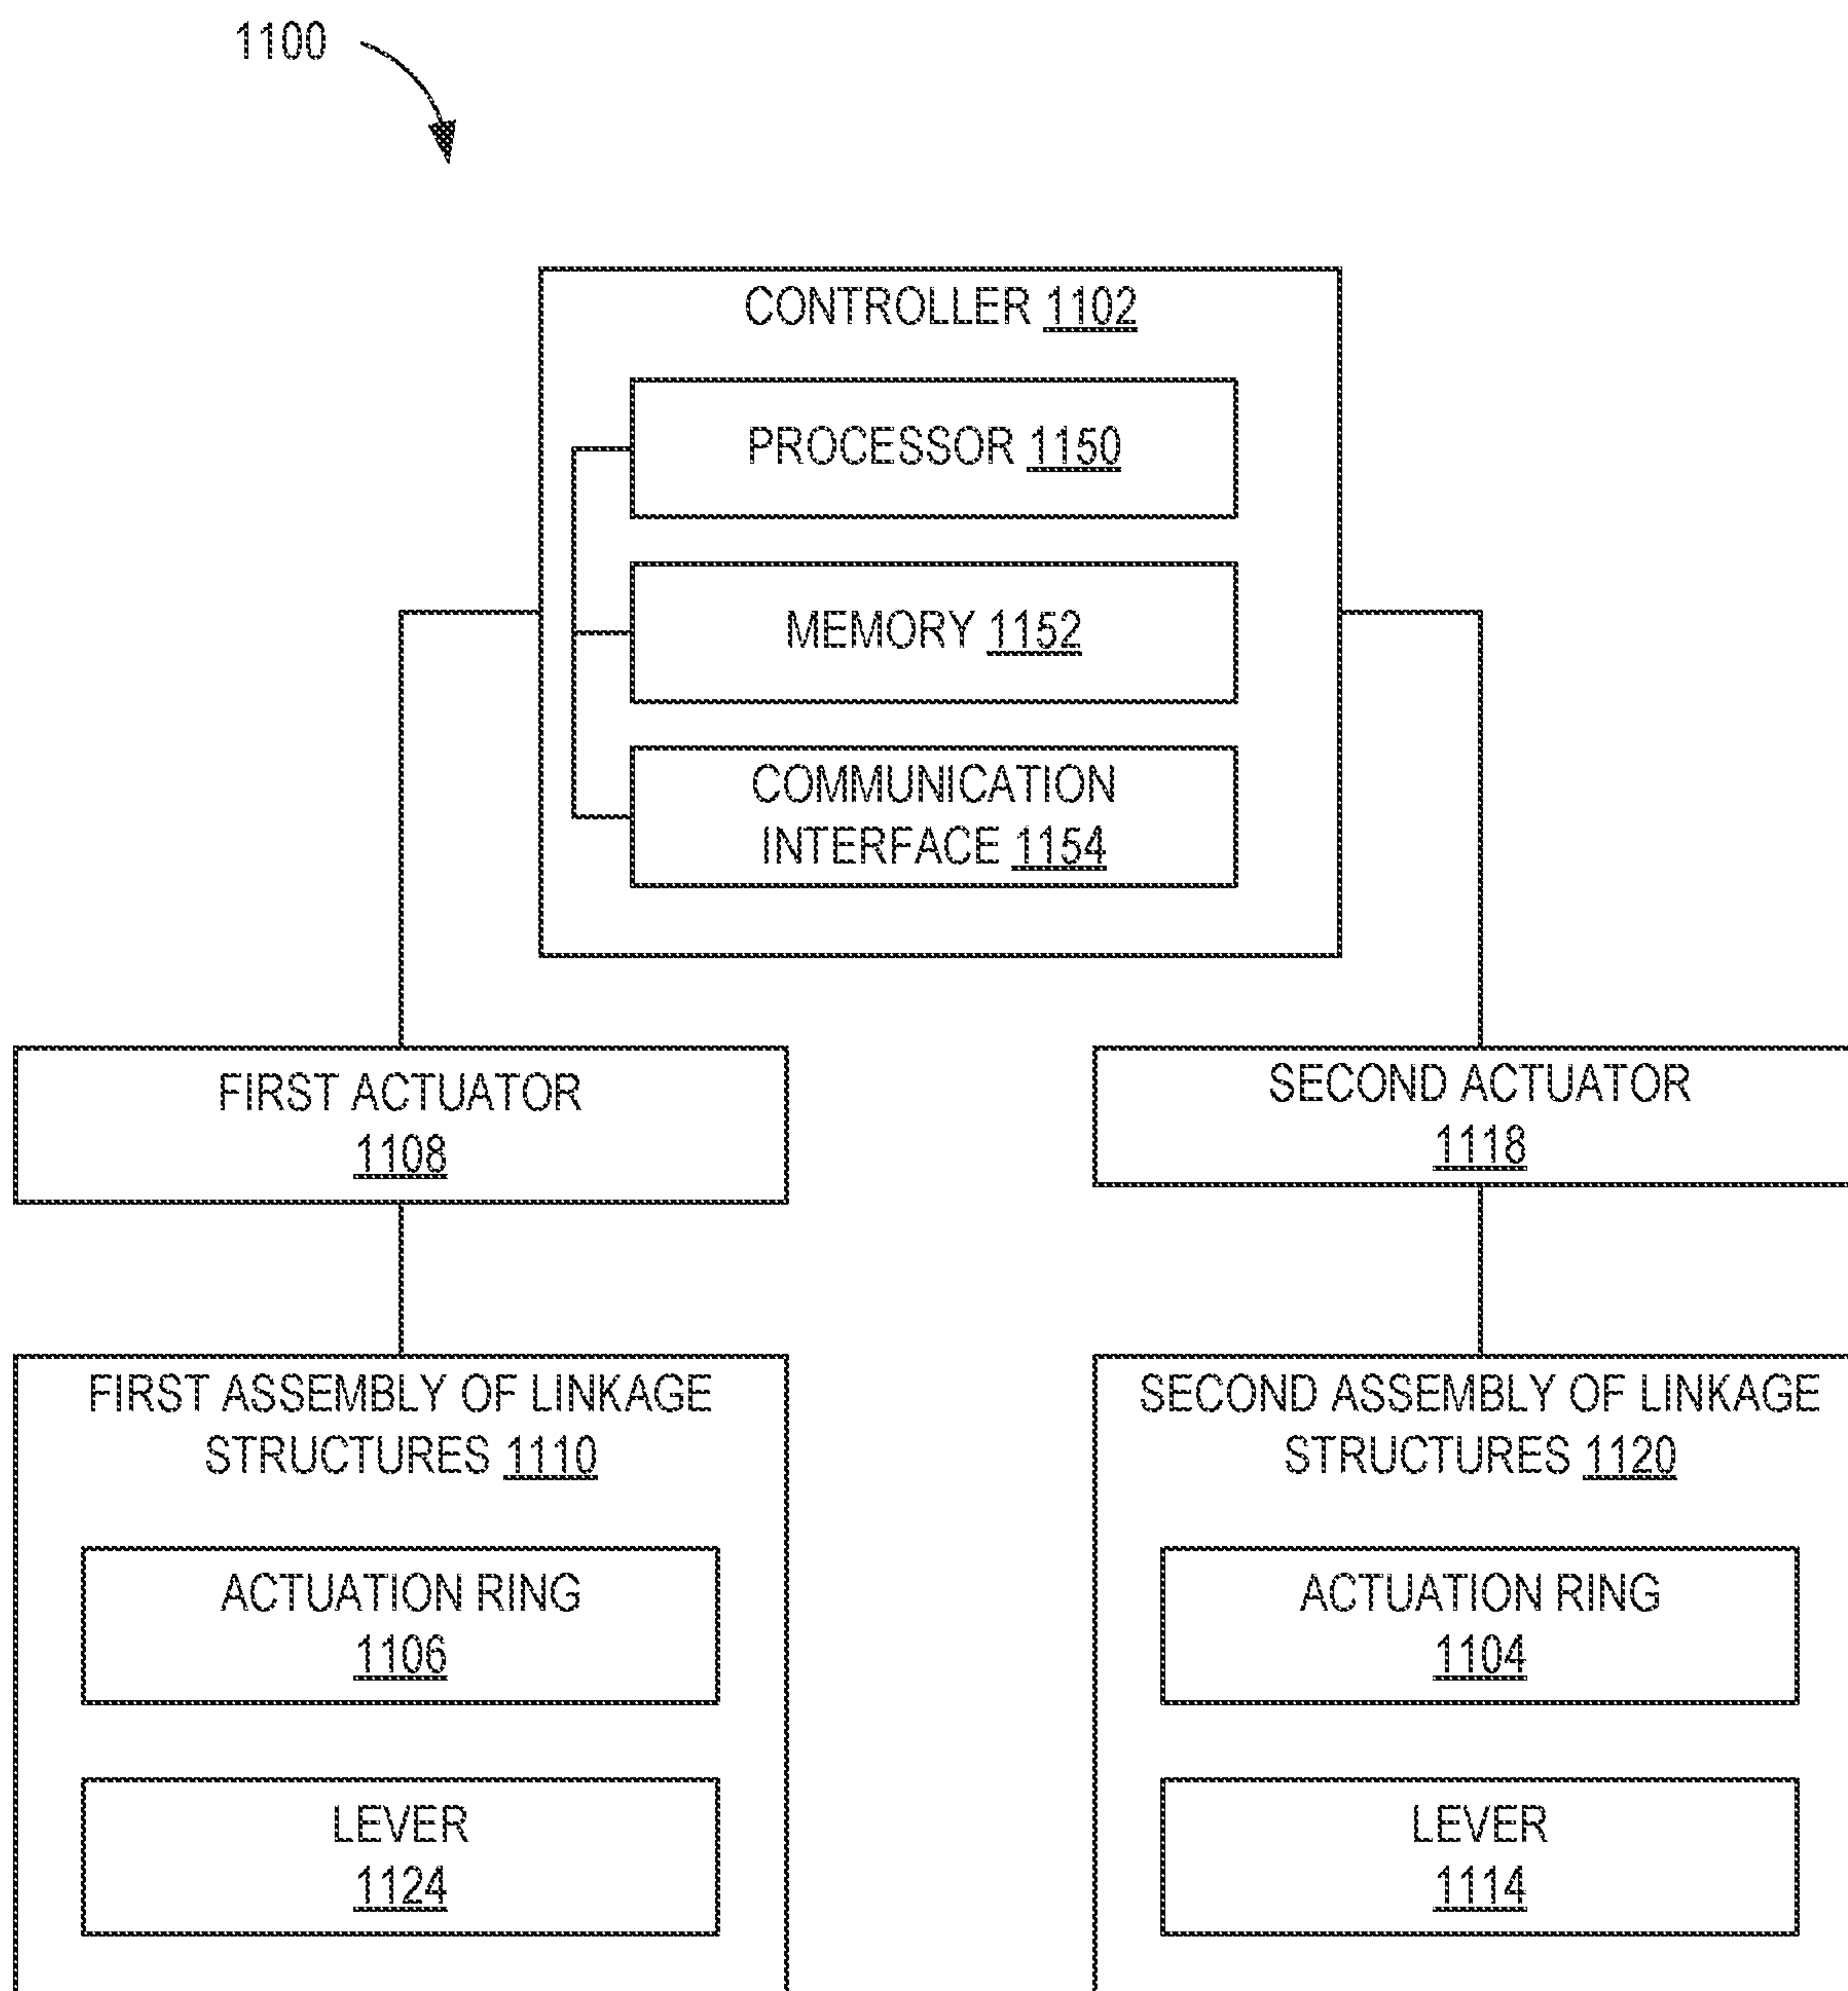 1100
CONTROLLER 1102
PROCESSOR 1150
MEMORY 1152
COMMUNICATION
INTERFACE 1154
FIRST ACTUATOR
1108
SECOND ACTUATOR
1118
FIRST ASSEMBLY OF LINKAGE
STRUCTURES 1110
ACTUATION RING
1106
LEVER
1124
SECOND ASSEMBLY OF LINKAGE
STRUCTURES 1120
ACTUATION RING
1104
LEVER
1114